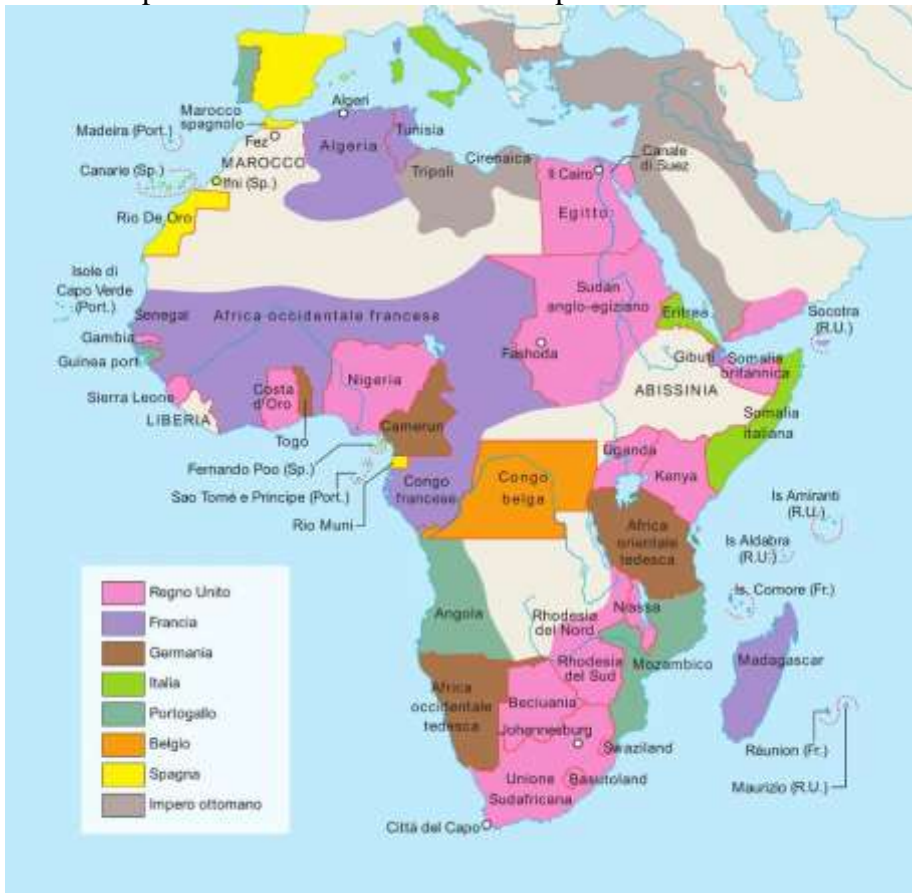 Algeri
Marocco
spagnolo
Tunisia
Madeira (Port.)
Fez
Algeria
Cirenaica
Canale
di Suez
MAROCCO
Canarie (Sp.)
Tripoli
Il Cairo
Ifni (Sp.)
Egitto
Rio De Oro
Isole di
Capo Verde
(Port.)
Sudan
anglo-egiziano
Socotra
(R.U.)
Senegal
Africa occidentale francese
Eritrea
Gambia
Fashoda
Gibuti
Somalia
britannica
Guinea port.
Nigeria
Sierra Leone
Costa
d'Oro
ABISSINIA
LIBERIA
Camerun
Somalia
italiana
Togo
Uganda
Fernando Poo (Sp.)
Kenya
Congo
francese
Congo
belga
Sao Tomé e Principe (Port.)
Is Amiranti
(R.U.)
Rio Muni
Africa
orientale
tedesca
Is Aldabra
(R.U.)
Is. Comore (Fr.)
Regno Unito
Francia
Germania
Italia
Portogallo
Belgio
Spagna
Impero ottomano
Angola
Rhodesia
del Nord
Niassa
Rhodesia
del Sud
Mozambico
Madagascar
Africa
occidentale
tedesca
Beciuania
Johannesburg
Swaziland
Réunion (Fr.)
Unione
Sudafricana
Basutoland
Maurizio (R.U.)
Città del Capo